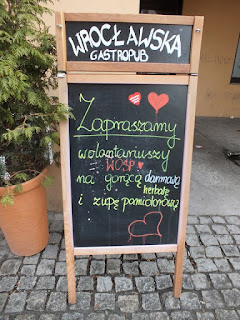 WROCŁAWSKA
GASTROPUB
Zapraszamy
wolontariuszy
WOŚP
na gorącą darmową
herbatę
i zupę pomidorową